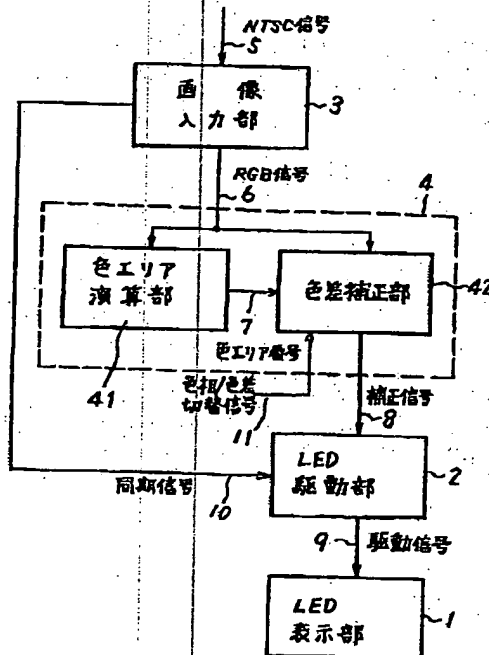 NTSC信号
5
画像
入力部
3
RGB信号
6
4
色エリア
演算部
色差補正部
42
7
色エリア番号
41
色相/色差
切替信号
11
補正信号
8
LED
駆動部
2
同期信号
10
9
駆動信号
LED
表示部
1